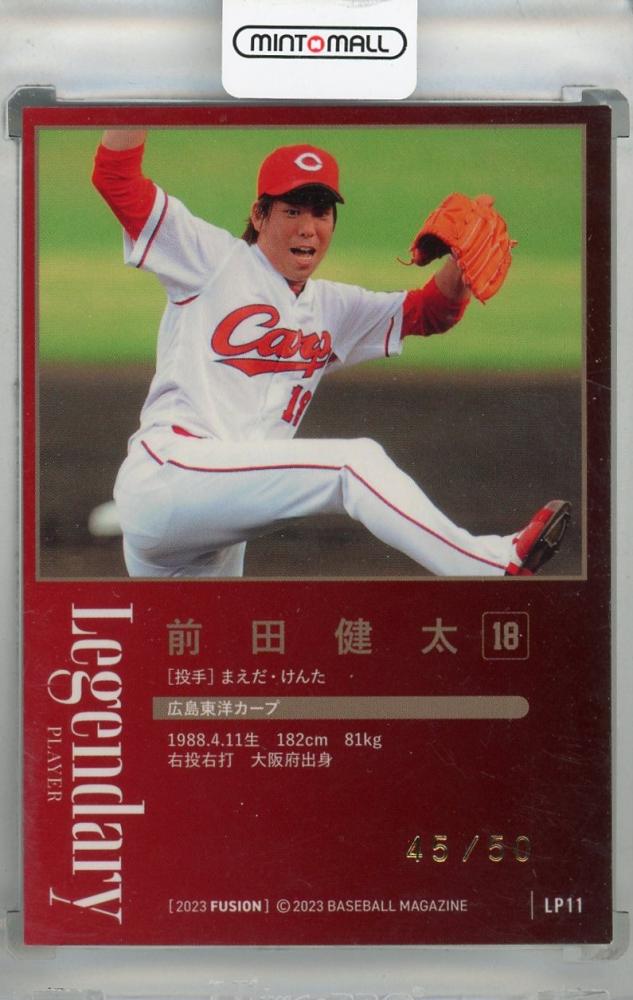 MINT MALL
C
Carp
18
Legendary
PLAYER
前田健太 18
[投手] まえだ・けんた
広島東洋カープ
1988.4.11生 182cm 81kg
右投右打 大阪府出身
45/50
[2023 FUSION] ©2023 BASEBALL MAGAZINE | LP11